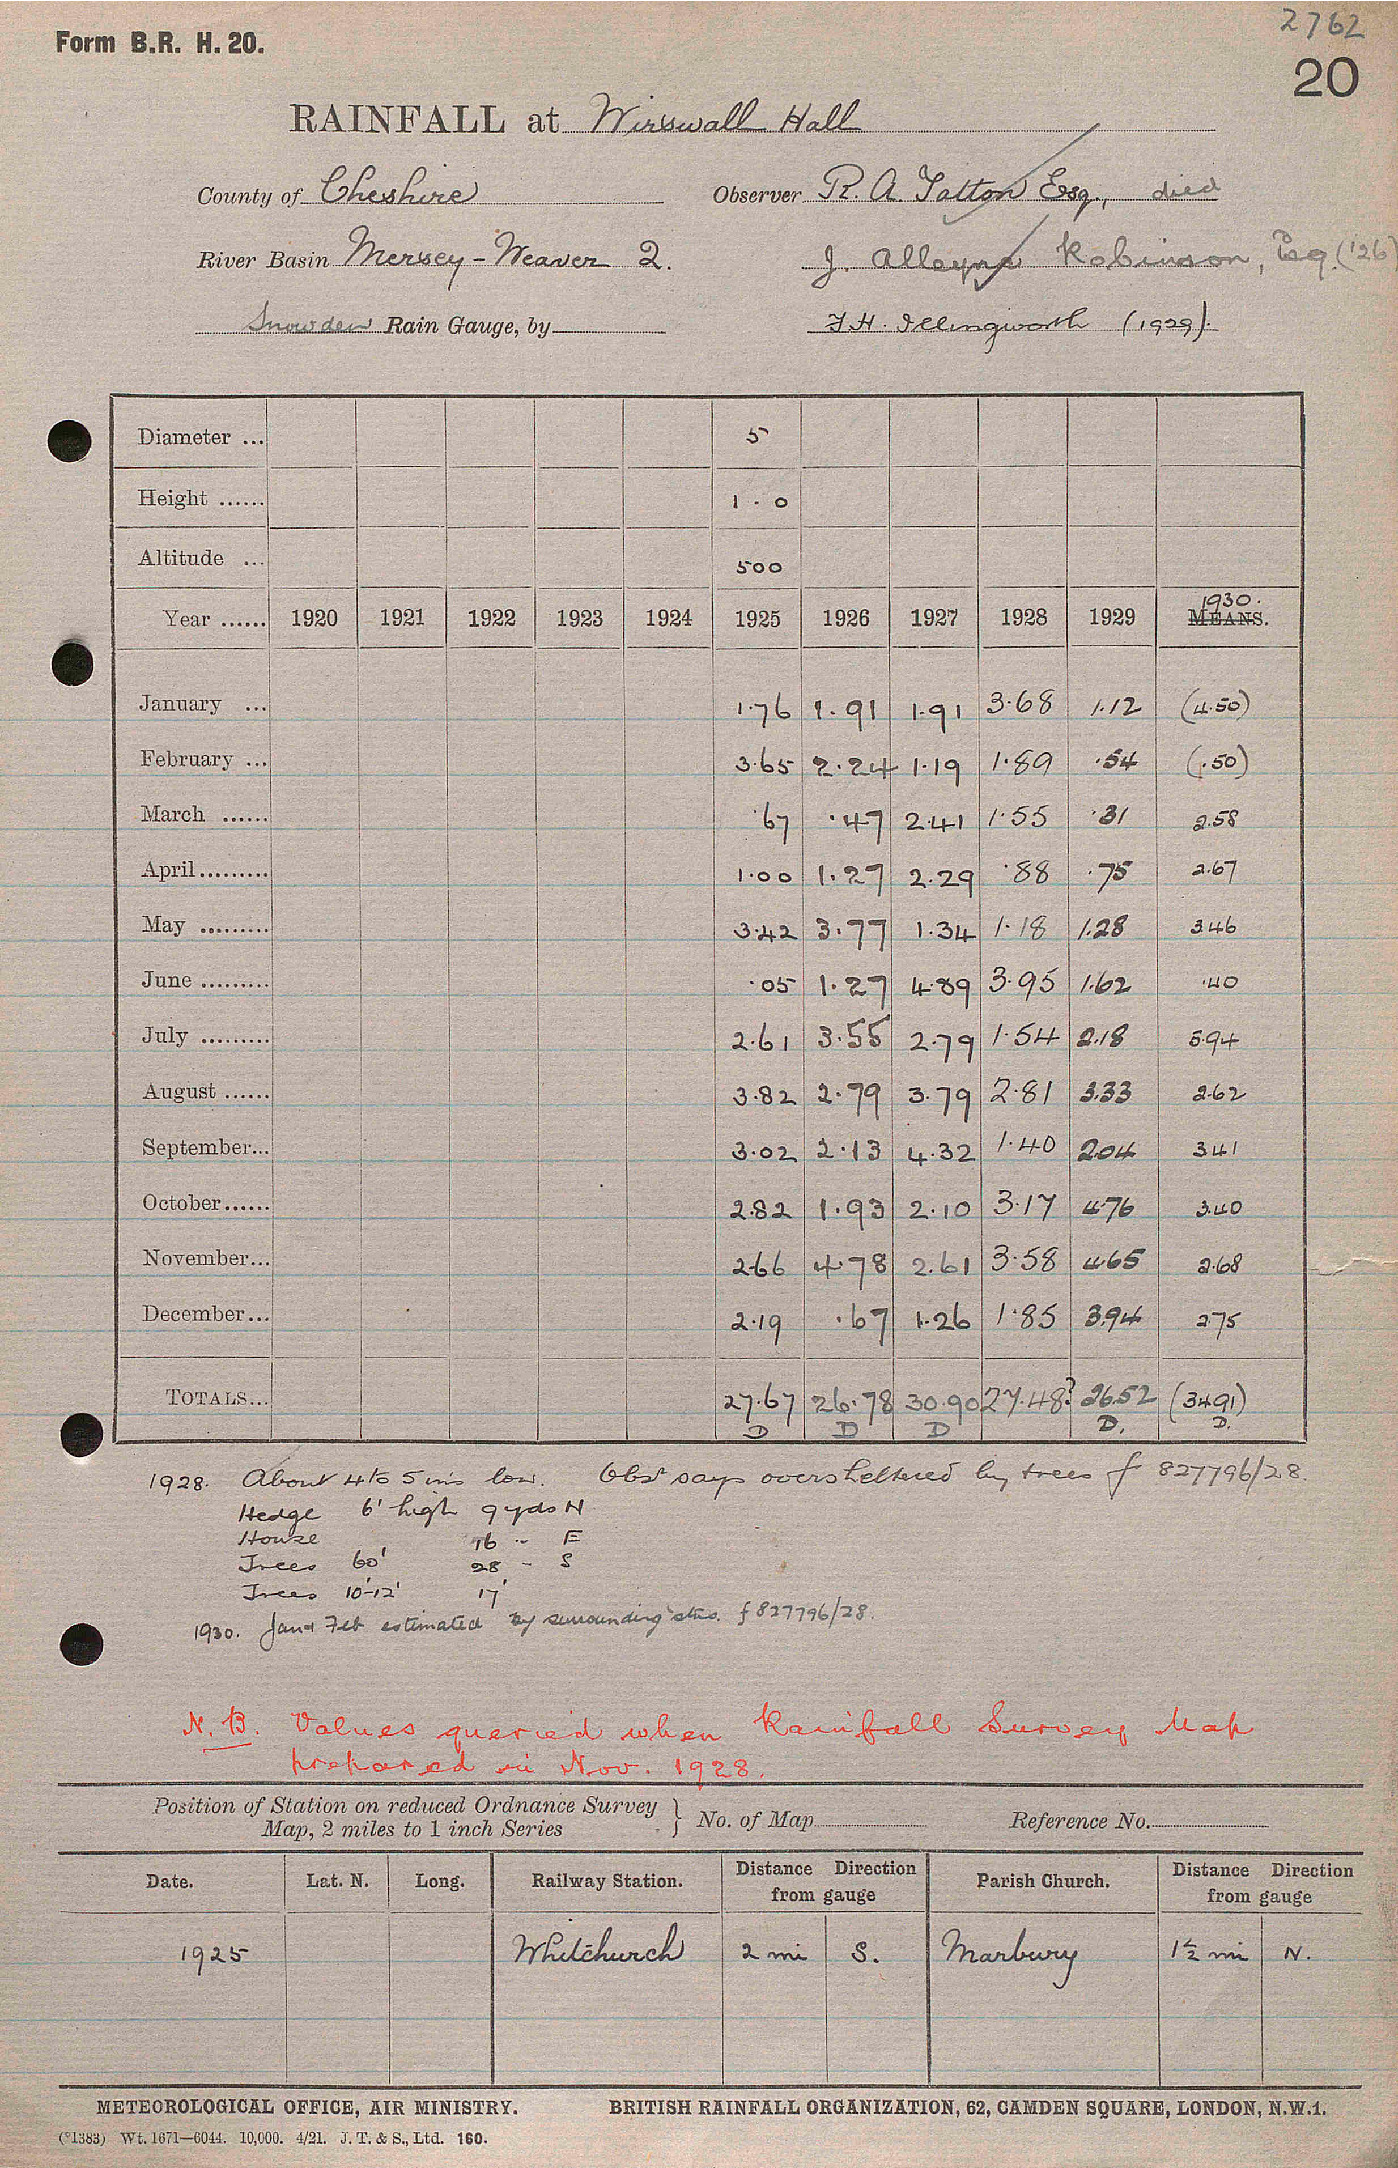 2762
Form B.R. H. 20.
20
RAINFALL at Wirswall Hall
County of Cheshire Observer R. A. Tatton Esq., died
River Basin Mersey - Weaver 2. J. Alleyne Robinson, Esq. ('26)
Snowdon Rain Gauge, by F.H. Illingworth (1929).
Diameter ... 5
Height ...... 1 - 0
Altitude ... 500
Year ...... 1920 1921 1922 1923 1924 1925 1926 1927 1928 1929 MEANS. 1930.
January ... 1.76 1.91 1.91 3.68 1.12 (4.50)
February ... 3.65 2.24 1.19 1.89 .54 (.50)
March ...... .67 .47 2.41 1.55 .31 2.58
April ......... 1.00 1.27 2.29 .88 .75 2.67
May ......... 3.42 3.77 1.34 1.18 1.28 3.46
June ......... .05 1.27 4.89 3.95 1.62 .40
July ......... 2.61 3.55 2.79 1.54 2.18 5.94
August ...... 3.82 2.79 3.79 2.81 3.33 2.62
September... 3.02 2.13 4.32 1.40 2.04 3.41
October...... 2.82 1.93 2.10 3.17 4.76 3.40
November... 2.66 4.78 2.61 3.58 4.65 2.68
December... 2.19 .67 1.26 1.85 3.94 2.75
TOTALS... 27.67 26.78 30.90 27.48? 26.52 (34.91)
D D D D. D.
1928. About 4 to 5 ins low. Obsr says oversheltered by trees f 827796/28.
Hedge 6' high 9 yds N
House 76 " E
Trees 60' 28 - S
Trees 10'-12' 17'
1930. Jan & Feb estimated by surrounding stns. f 827796/28.
N.B. Values queried when Rainfall Survey Map
prepared in Nov. 1928.
Position of Station on reduced Ordnance Survey
Map, 2 miles to 1 inch Series } No. of Map Reference No.
Date. Lat. N. Long. Railway Station. Distance Direction from gauge Parish Church. Distance Direction from gauge
1925 Whitchurch 2 mi S. Marbury 1½ mi N.
METEOROLOGICAL OFFICE, AIR MINISTRY. BRITISH RAINFALL ORGANIZATION, 62, CAMDEN SQUARE, LONDON, N.W.1.
(*1383) Wt. 1671—6044. 10,000. 4/21. J. T. & S., Ltd. 160.